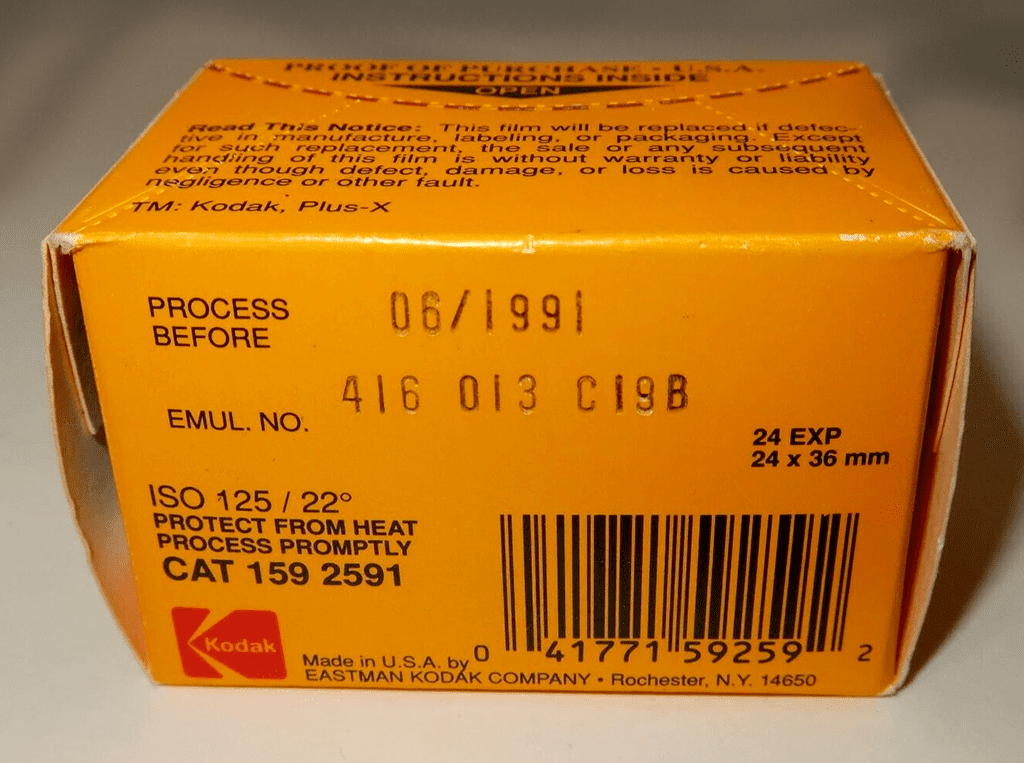 PROOF OF PURCHASE • U.S.A.
INSTRUCTIONS INSIDE
OPEN
Read This Notice: This film will be replaced if defec-
tive in manufacture, labeling, or packaging. Except
for such replacement, the sale or any subsequent
handling of this film is without warranty or liability
even though defect, damage, or loss is caused by
negligence or other fault.
TM: Kodak, Plus-X
PROCESS BEFORE 06/1991
EMUL. NO. 416 013 C19B
24 EXP
24 x 36 mm
ISO 125 / 22°
PROTECT FROM HEAT
PROCESS PROMPTLY
CAT 159 2591
Kodak
Made in U.S.A. by
EASTMAN KODAK COMPANY • Rochester, N.Y. 14650
0 41771 59259 2